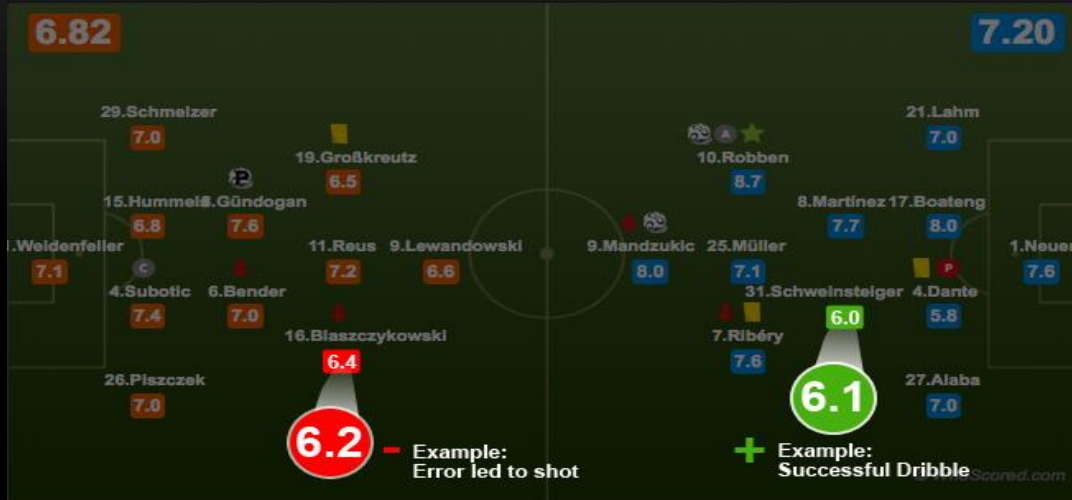 6.82
7.20
29.Schmelzer
7.0
21.Lahm
7.0
19.Großkreutz
6.5
A
10.Robben
8.7
P
15.Hummels
6.8
8.Gündogan
7.6
8.Martínez
7.7
17.Boateng
8.0
1.Weidenfeller
7.1
C
11.Reus
7.2
9.Lewandowski
6.6
9.Mandzukic
8.0
25.Müller
7.1
1.Neuer
7.6
P
4.Subotic
7.4
6.Bender
7.0
31.Schweinsteiger
6.0
4.Dante
5.8
16.Blaszczykowski
6.4
7.Ribéry
7.6
26.Piszczek
7.0
27.Alaba
7.0
6.2
- Example:
Error led to shot
6.1
+ Example:
Successful Dribble
WhoScored.com